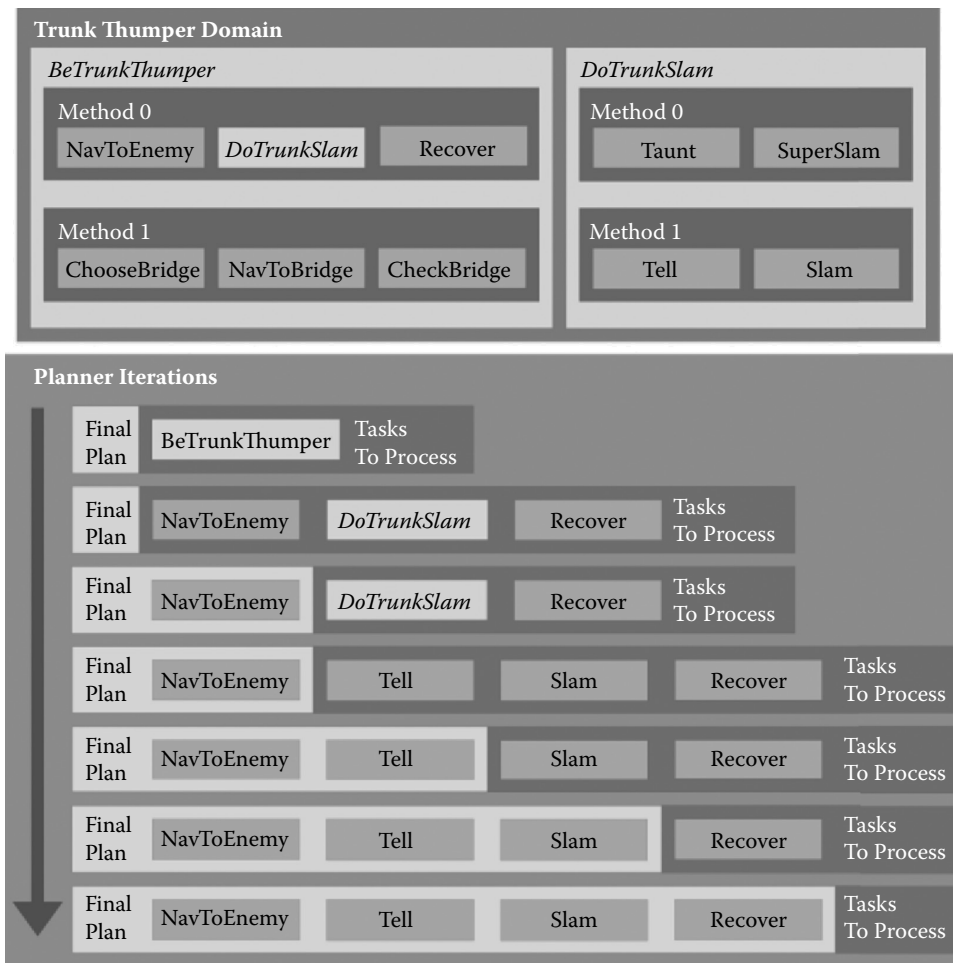 Trunk Thumper Domain
BeTrunkThumper
Method 0
NavToEnemy DoTrunkSlam Recover
Method 1
ChooseBridge NavToBridge CheckBridge
DoTrunkSlam
Method 0
Taunt SuperSlam
Method 1
Tell Slam
Planner Iterations
Final
Plan
BeTrunkThumper
Tasks
To Process
Final
Plan
NavToEnemy DoTrunkSlam Recover
Tasks
To Process
Final
Plan
NavToEnemy DoTrunkSlam Recover
Tasks
To Process
Final
Plan
NavToEnemy Tell Slam Recover
Tasks
To Process
Final
Plan
NavToEnemy Tell Slam Recover
Tasks
To Process
Final
Plan
NavToEnemy Tell Slam Recover
Tasks
To Process
Final
Plan
NavToEnemy Tell Slam Recover
Tasks
To Process